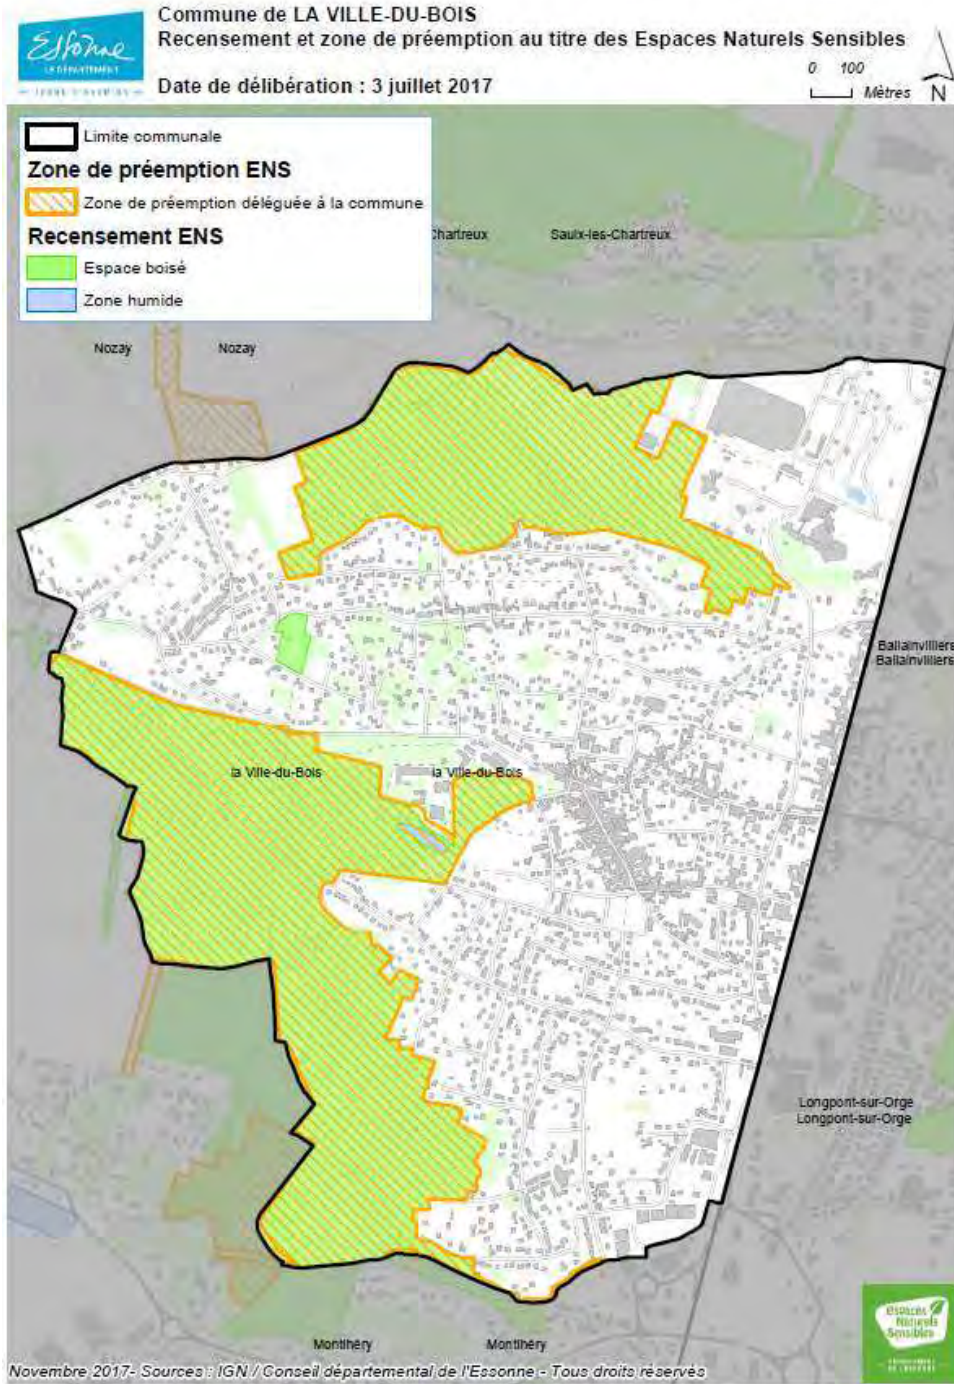 Essonne
LE DÉPARTEMENT
TERRE D'AVENIRS
Commune de LA VILLE-DU-BOIS
Recensement et zone de préemption au titre des Espaces Naturels Sensibles
Date de délibération : 3 juillet 2017
0 100
Mètres
N
Limite communale
Zone de préemption ENS
Zone de préemption déléguée à la commune
Recensement ENS
Espace boisé
Zone humide
Chartreux
Saulx-les-Chartreux
Nozay
Nozay
Ballainvilliers
Ballainvilliers
la Ville-du-Bois
la Ville-du-Bois
Longpont-sur-Orge
Longpont-sur-Orge
Montlhéry
Montlhéry
Espaces
Naturels
Sensibles
Novembre 2017- Sources : IGN / Conseil départemental de l'Essonne - Tous droits réservés